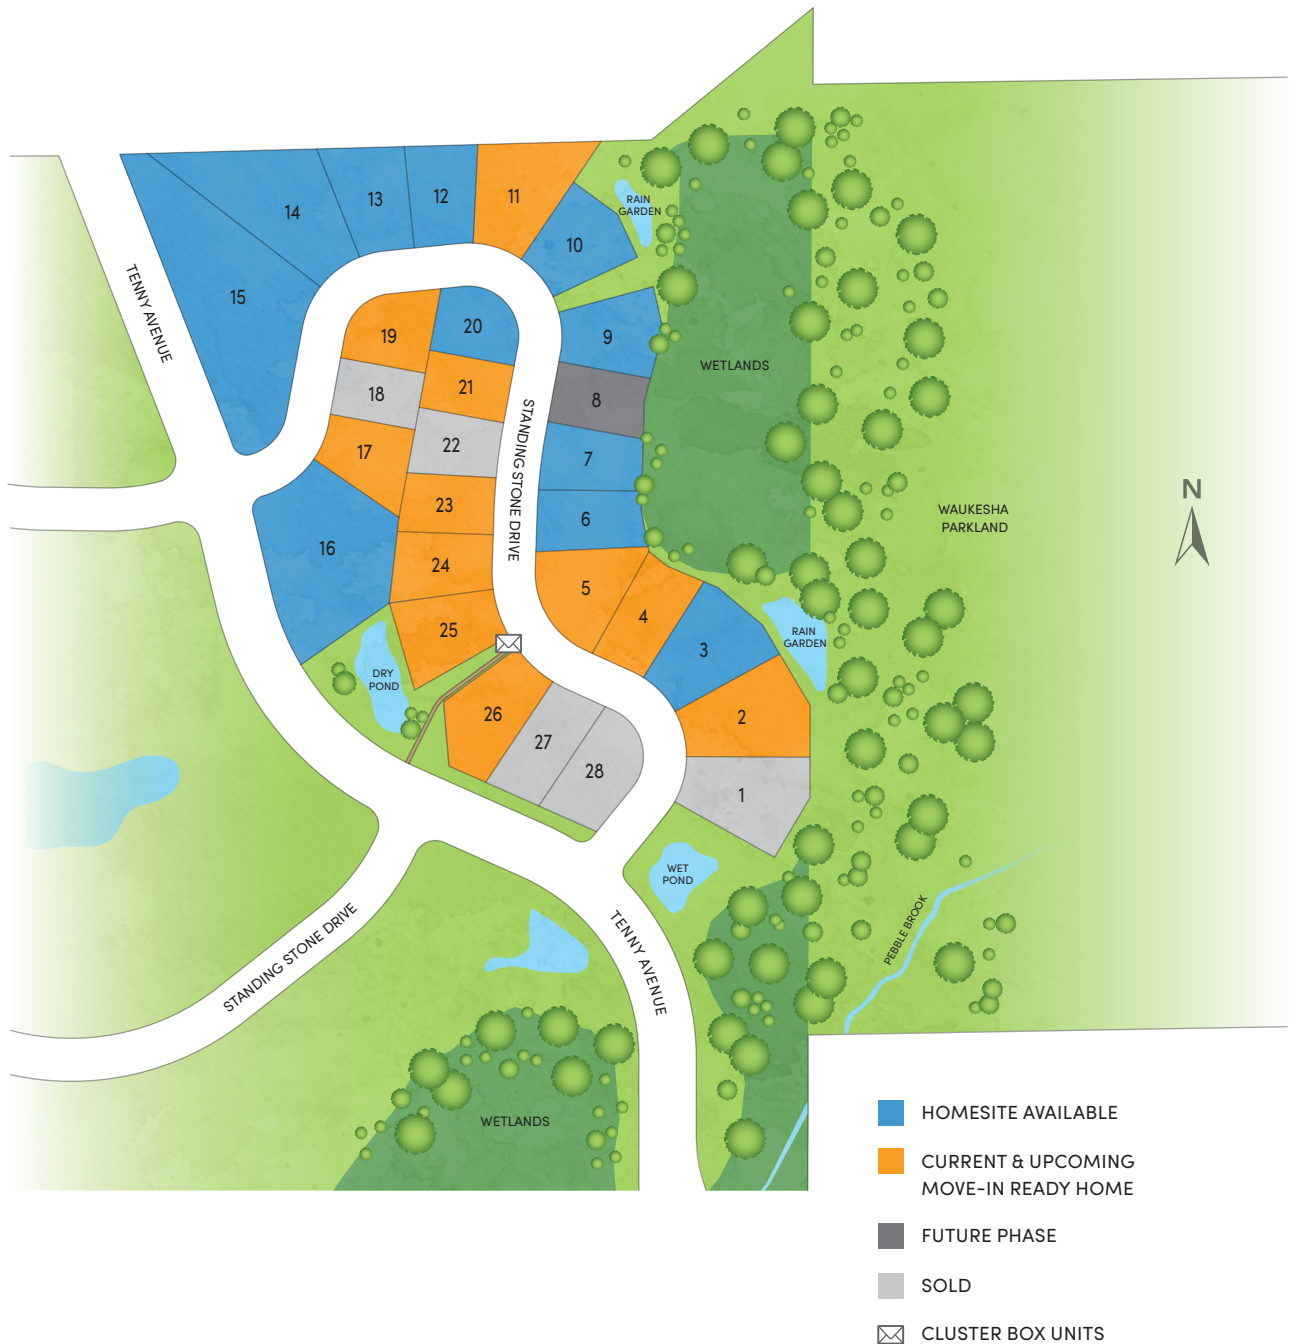 RAIN
GARDEN
11
12
13
14
10
15
TENNY AVENUE
20
19
9
WETLANDS
21
18
8
STANDING STONE DRIVE
22
17
7
23
6
WAUKESHA
PARKLAND
N
16
24
5
4
25
3
RAIN
GARDEN
DRY
POND
26
2
27
28
1
WET
POND
PEBBLE BROOK
STANDING STONE DRIVE
TENNY AVENUE
WETLANDS
HOMESITE AVAILABLE
CURRENT & UPCOMING
MOVE-IN READY HOME
FUTURE PHASE
SOLD
CLUSTER BOX UNITS